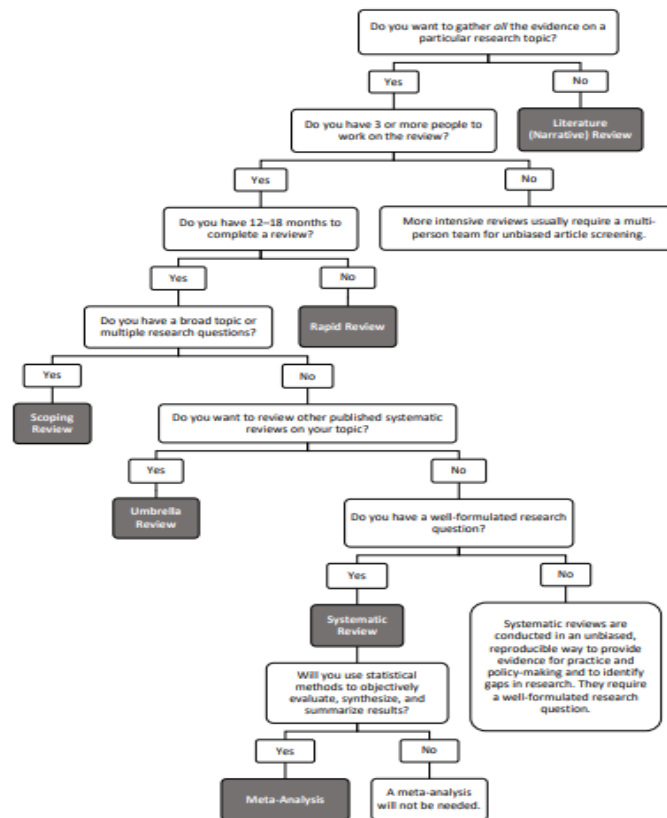 Do you want to gather all the evidence on a
particular research topic?
Yes
No
Do you have 3 or more people to
work on the review?
Literature
(Narrative) Review
Yes
No
Do you have 12–18 months to
complete a review?
More intensive reviews usually require a multi-
person team for unbiased article screening.
Yes
No
Do you have a broad topic or
multiple research questions?
Rapid Review
Yes
No
Scoping
Review
Do you want to review other published systematic
reviews on your topic?
Yes
No
Umbrella
Review
Do you have a well-formulated research
question?
Yes
No
Systematic
Review
Systematic reviews are
conducted in an unbiased,
reproducible way to provide
evidence for practice and
policy-making and to identify
gaps in research. They require
a well-formulated research
question.
Will you use statistical
methods to objectively
evaluate, synthesize, and
summarize results?
Yes
No
Meta-Analysis
A meta-analysis
will not be needed.